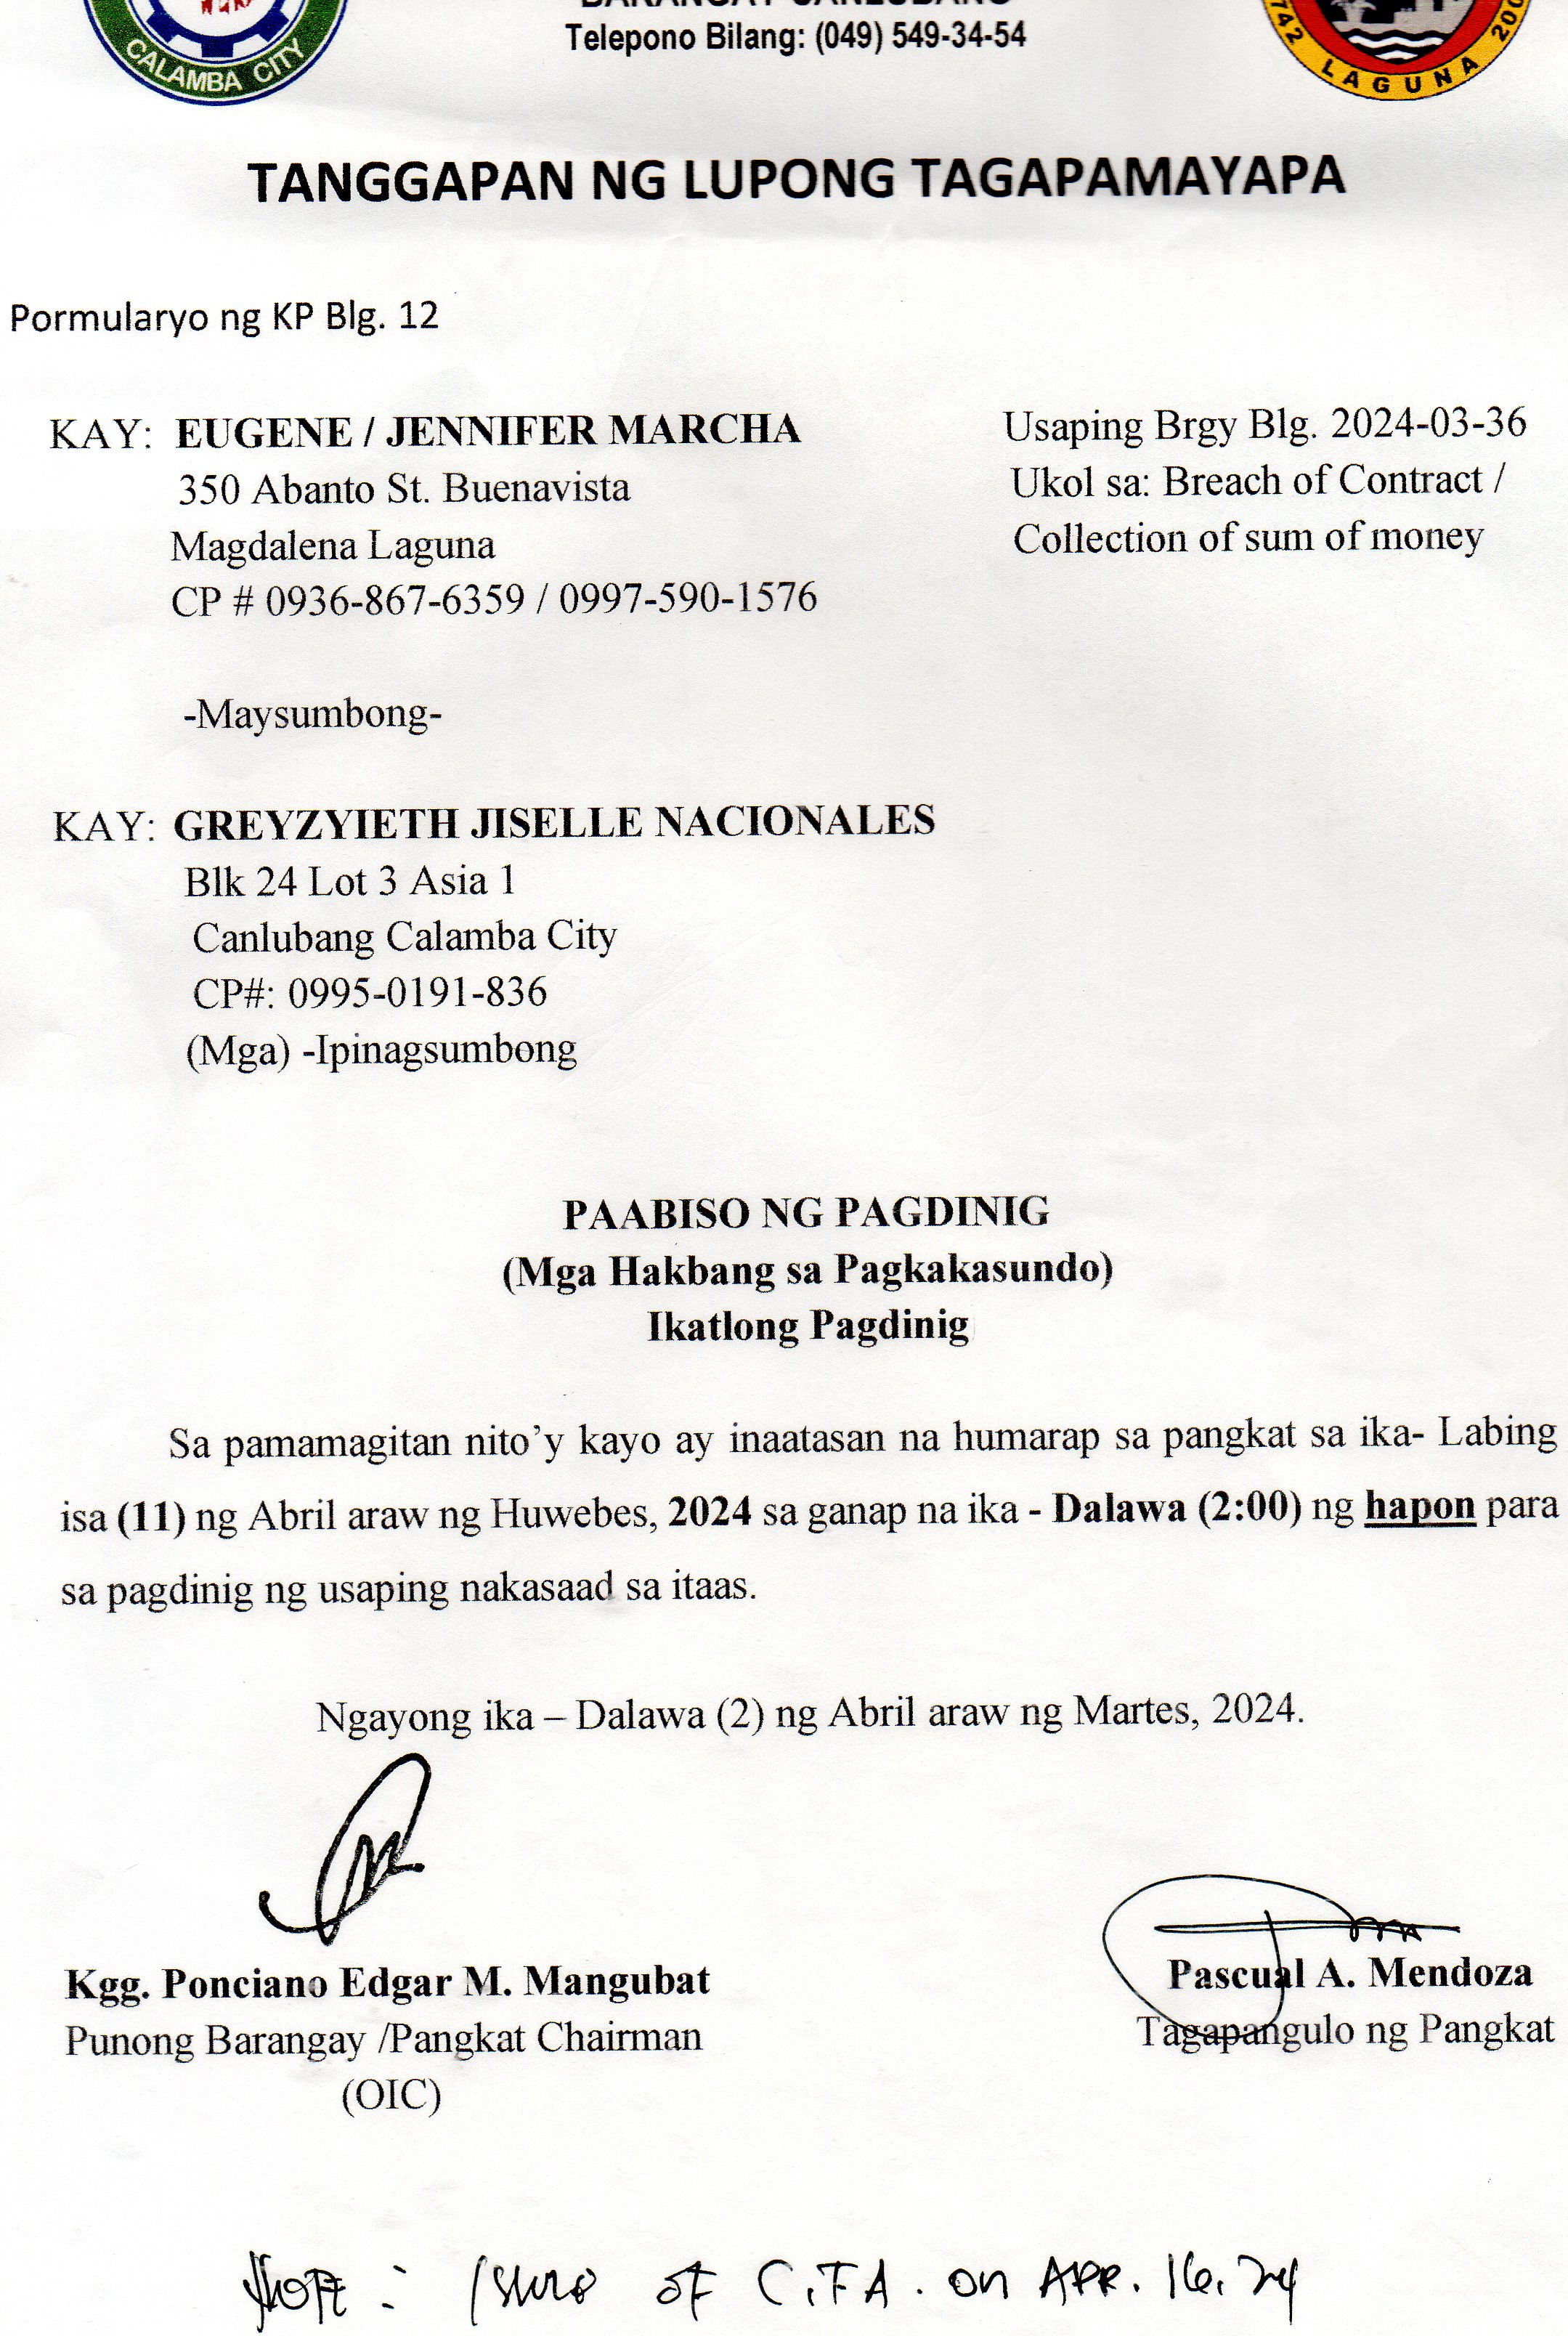 CALAMBA CITY
BARANGAY CANLUBANG
Telepono Bilang: (049) 549-34-54
1742 LAGUNA 200
TANGGAPAN NG LUPONG TAGAPAMAYAPA
Pormularyo ng KP Blg. 12
KAY: EUGENE / JENNIFER MARCHA
350 Abanto St. Buenavista
Magdalena Laguna
CP # 0936-867-6359 / 0997-590-1576
Usaping Brgy Blg. 2024-03-36
Ukol sa: Breach of Contract /
Collection of sum of money
-Maysumbong-
KAY: GREYZYIETH JISELLE NACIONALES
Blk 24 Lot 3 Asia 1
Canlubang Calamba City
CP#: 0995-0191-836
(Mga) -Ipinagsumbong
PAABISO NG PAGDINIG
(Mga Hakbang sa Pagkakasundo)
Ikatlong Pagdinig
Sa pamamagitan nito'y kayo ay inaatasan na humarap sa pangkat sa ika- Labing
isa (11) ng Abril araw ng Huwebes, 2024 sa ganap na ika - Dalawa (2:00) ng hapon para
sa pagdinig ng usaping nakasaad sa itaas.
Ngayong ika – Dalawa (2) ng Abril araw ng Martes, 2024.
Kgg. Ponciano Edgar M. Mangubat
Punong Barangay /Pangkat Chairman
(OIC)
Pascual A. Mendoza
Tagapangulo ng Pangkat
Note : of C.F.A. on APR. 16, 24